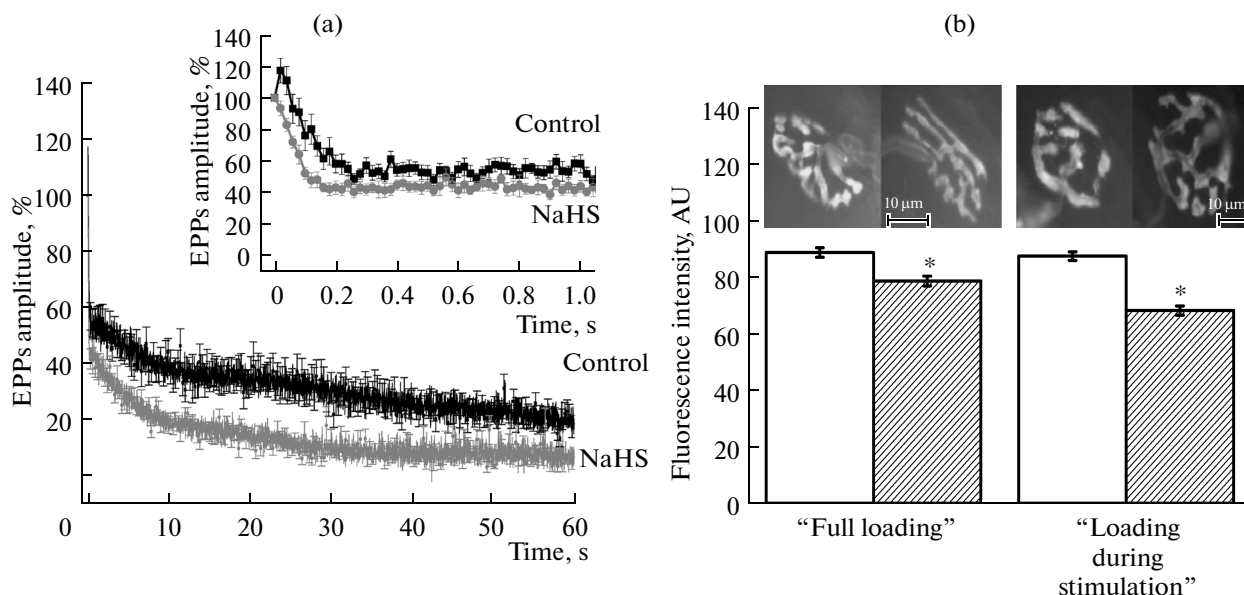 (a)
EPPs amplitude, %
140
120
100
80
60
40
20
0
Control
NaHS
0 0.2 0.4 0.6 0.8 1.0
Time, s
EPPs amplitude, %
140
120
100
80
60
40
20
Control
NaHS
0 10 20 30 40 50 60
Time, s
(b)
Fluorescence intensity, AU
140
120
100
80
60
40
20
0
10 μm
10 μm
*
*
“Full loading”
“Loading
during
stimulation”